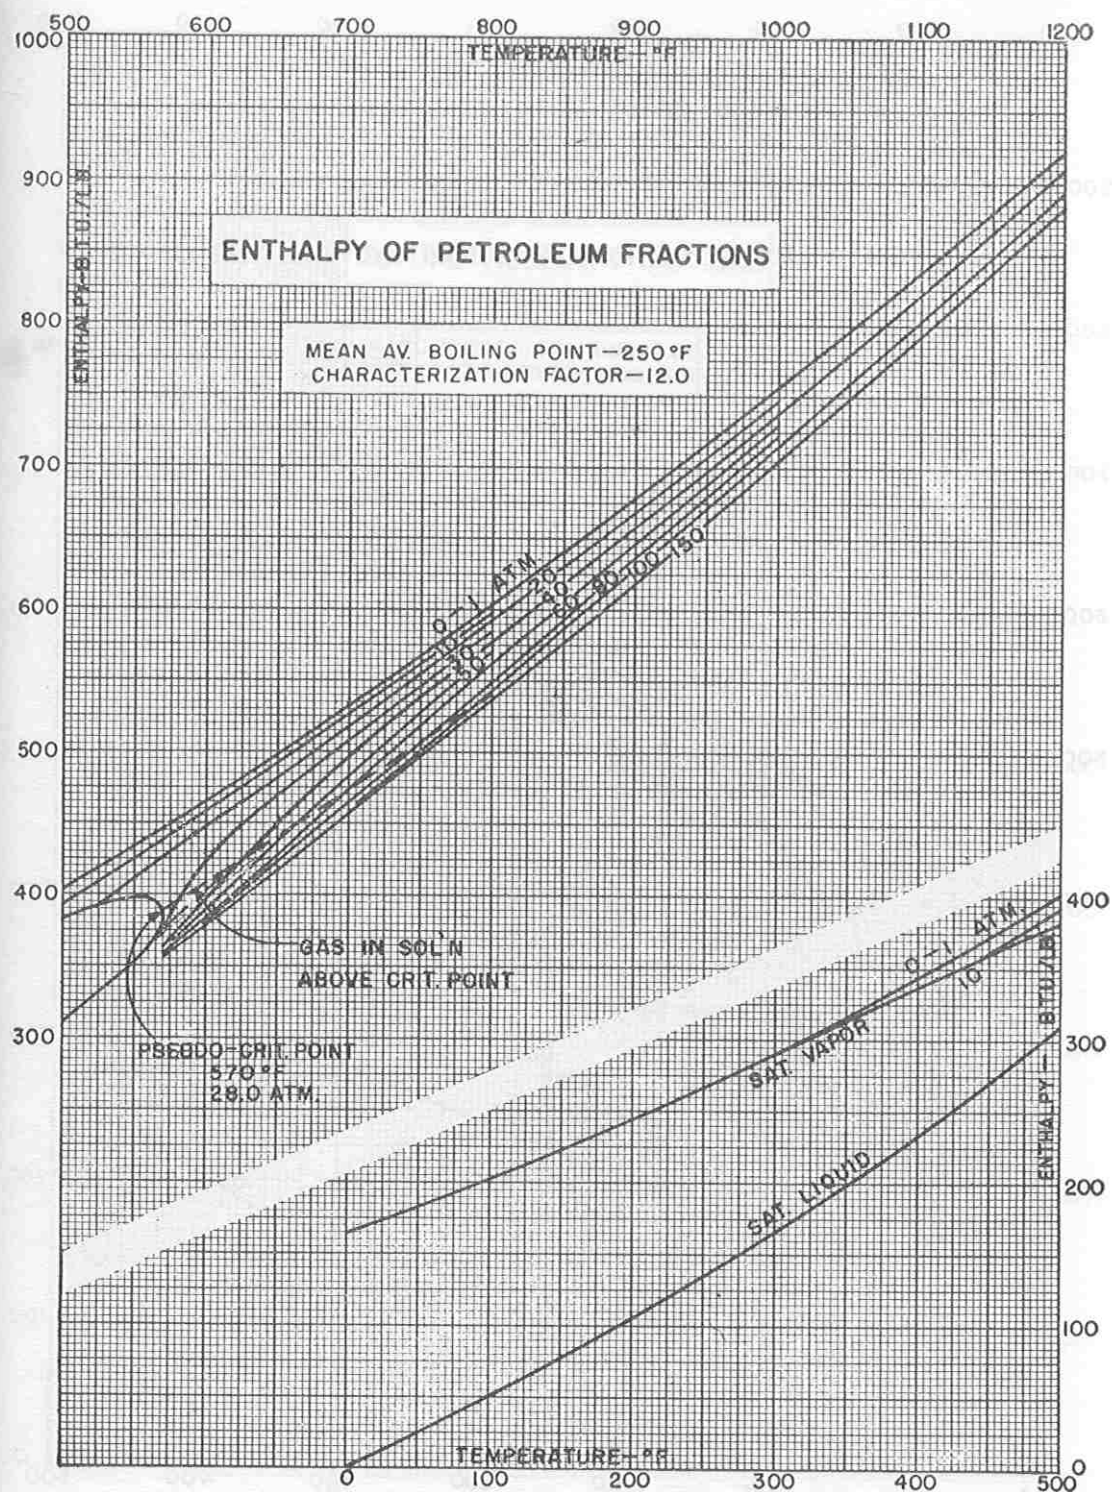 500 600 700 800 900 1000 1100 1200
TEMPERATURE—°F
1000
900
800
700
600
500
400
300
ENTHALPY—B.T.U./LB.
ENTHALPY OF PETROLEUM FRACTIONS
MEAN AV. BOILING POINT—250°F
CHARACTERIZATION FACTOR—12.0
0—1 ATM.
10
20
30
40
50
60
80
100
150
GAS IN SOL'N
ABOVE CRIT. POINT
PSEUDO-CRIT. POINT
570°F
28.0 ATM.
0—1 ATM.
10
SAT. VAPOR
SAT. LIQUID
400
300
200
100
0
ENTHALPY— BTU/LB
TEMPERATURE—°F
0 100 200 300 400 500